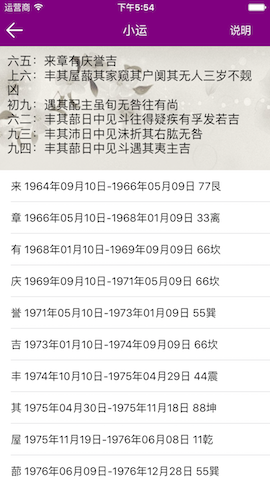 运营商 下午5:54
小运 说明
六五：来章有庆誉吉
上六：丰其屋蔀其家窥其户阒其无人三岁不觌
凶
初九：遇其配主虽旬无咎往有尚
六二：丰其蔀日中见斗往得疑疾有孚发若吉
九三：丰其沛日中见沬折其右肱无咎
九四：丰其蔀日中见斗遇其夷主吉
来 1964年09月10日-1966年05月09日 77艮
章 1966年05月10日-1968年01月09日 33离
有 1968年01月10日-1969年09月09日 66坎
庆 1969年09月10日-1971年05月09日 66坎
誉 1971年05月10日-1973年01月09日 55巽
吉 1973年01月10日-1974年09月09日 66坎
丰 1974年10月10日-1975年04月29日 44震
其 1975年04月30日-1975年11月18日 88坤
屋 1975年11月19日-1976年06月08日 11乾
蔀 1976年06月09日-1976年12月28日 55巽